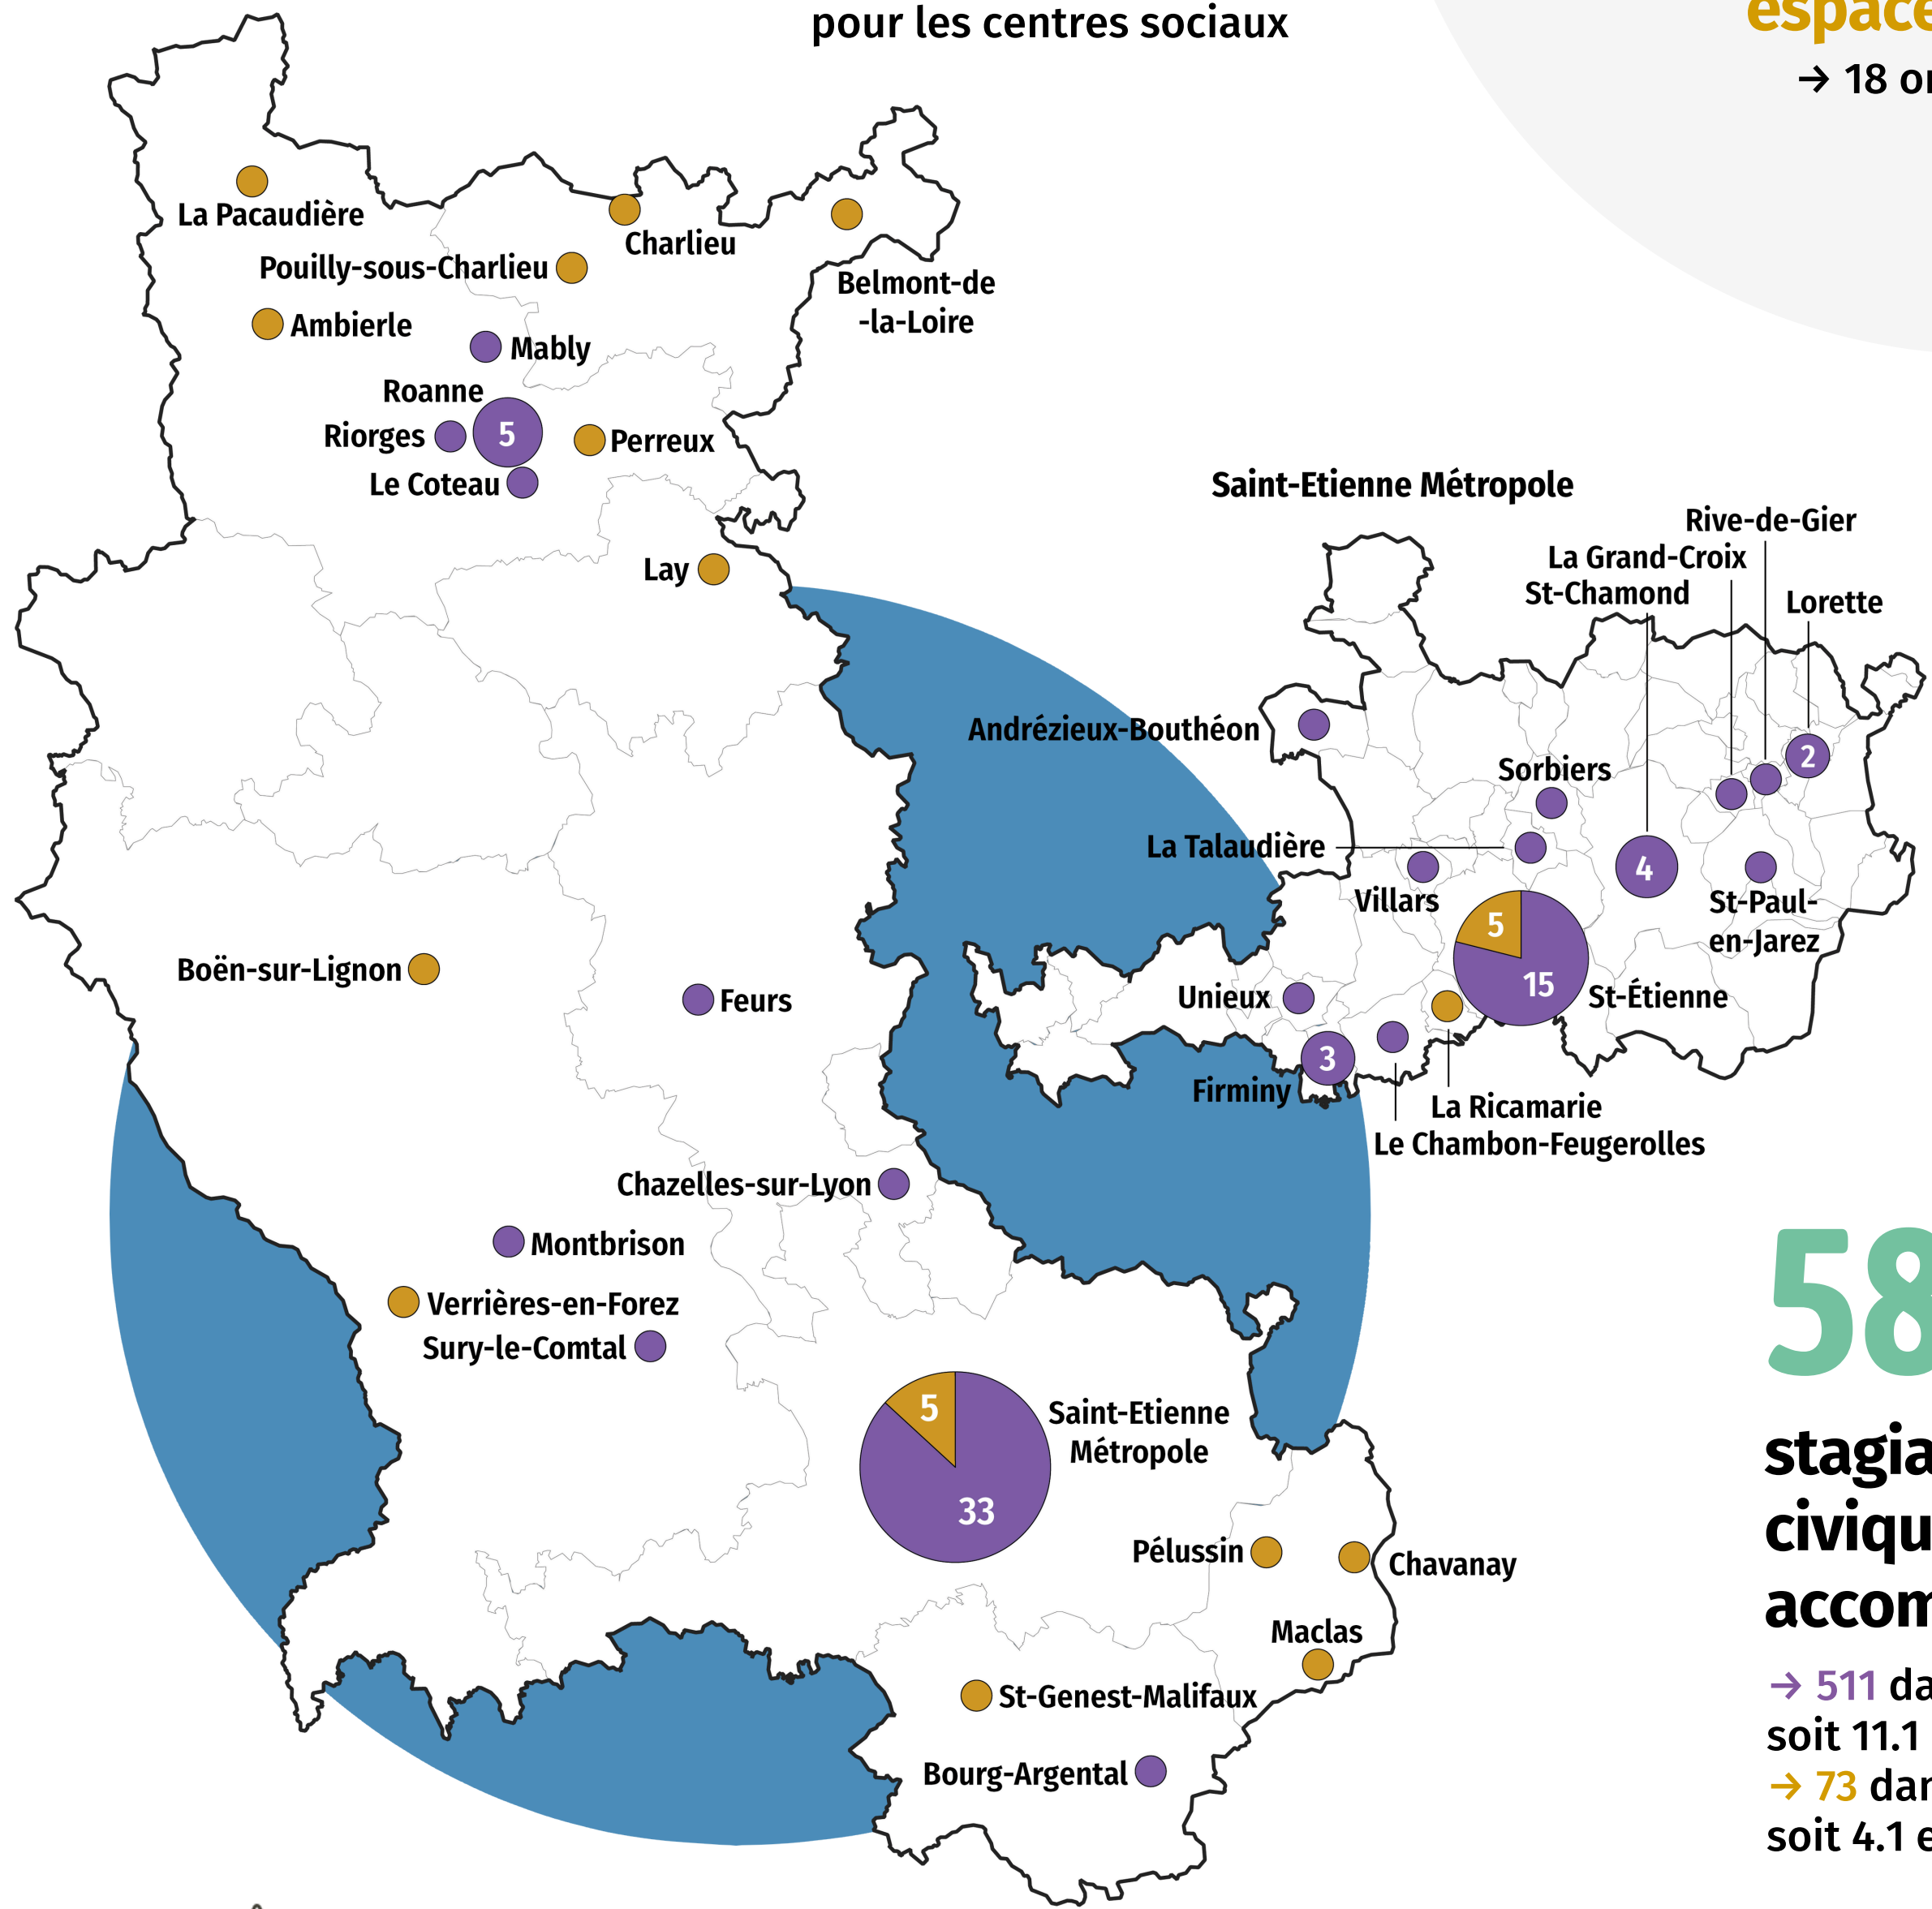 pour les centres sociaux
espace
→ 18 o
La Pacaudière
Charlieu
Pouilly-sous-Charlieu
Belmont-de
-la-Loire
Ambierle
Mably
Roanne
Riorges
5
Perreux
Le Coteau
Lay
Saint-Etienne Métropole
Rive-de-Gier
La Grand-Croix
St-Chamond
Lorette
Andrézieux-Bouthéon
2
Sorbiers
La Talaudière
4
Villars
St-Paul-
en-Jarez
5
15
St-Étienne
Unieux
3
Firminy
La Ricamarie
Le Chambon-Feugerolles
Boën-sur-Lignon
Feurs
Chazelles-sur-Lyon
Montbrison
Verrières-en-Forez
Sury-le-Comtal
5
33
Saint-Etienne
Métropole
Pélussin
Chavanay
Maclas
St-Genest-Malifaux
Bourg-Argental
58
stagia
civiqu
accom
→ 511 da
soit 11.1
→ 73 dan
soit 4.1 e